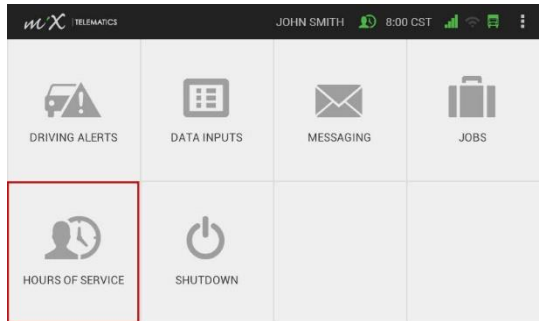 MiX TELEMATICS JOHN SMITH 8:00 CST
DRIVING ALERTS DATA INPUTS MESSAGING JOBS
HOURS OF SERVICE SHUTDOWN